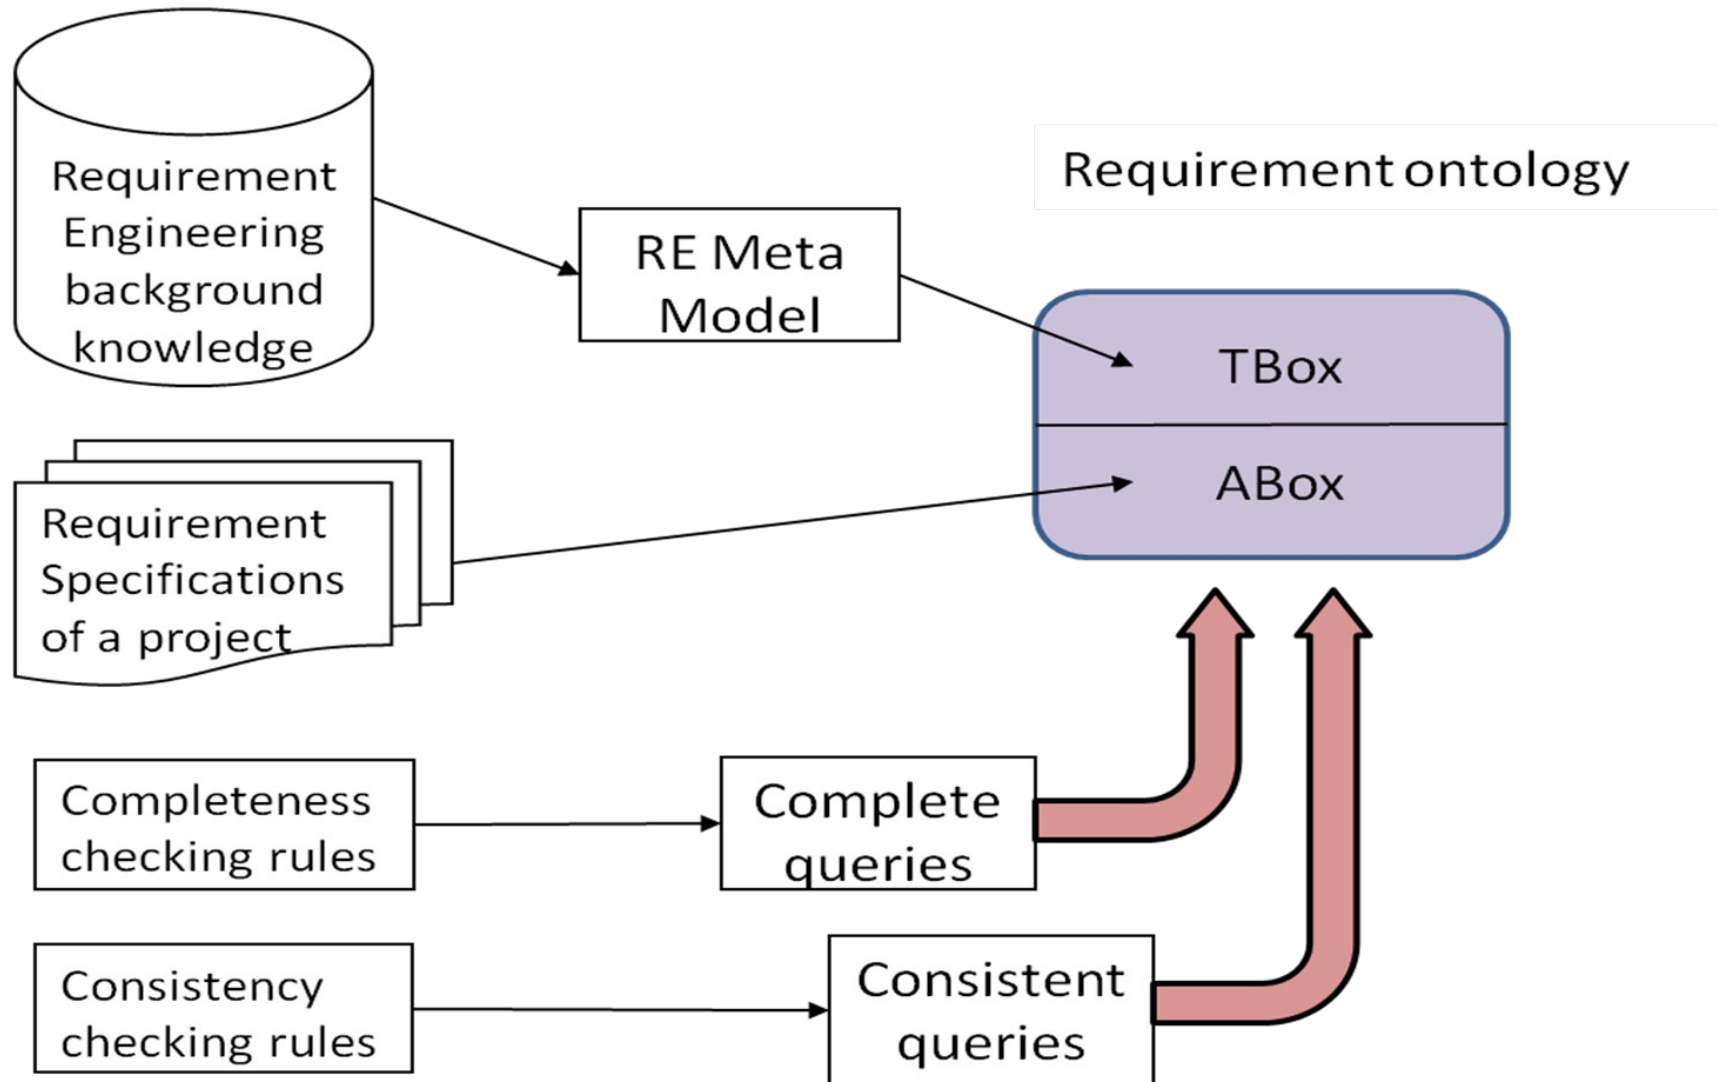 Requirement
Engineering
background
knowledge
RE Meta
Model
Requirement ontology
TBox
ABox
Requirement
Specifications
of a project
Completeness
checking rules
Complete
queries
Consistency
checking rules
Consistent
queries